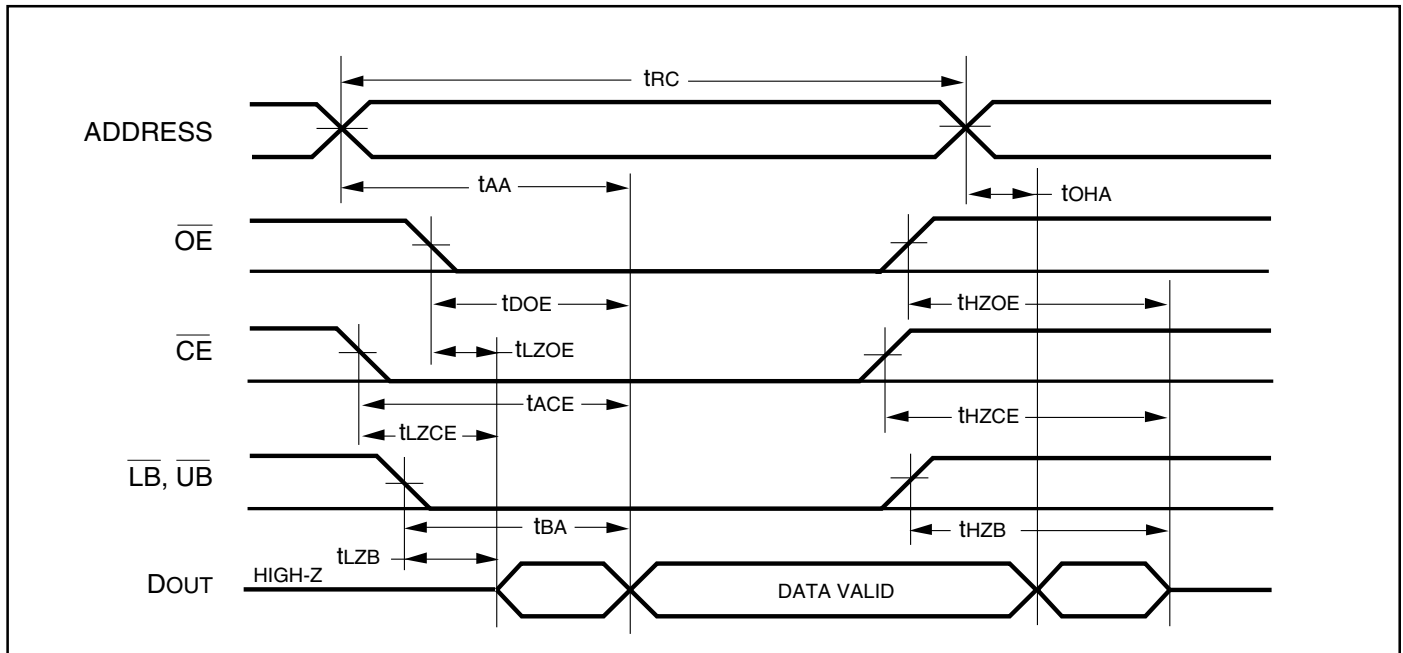 tRC
ADDRESS
tAA
tOHA
OE
tDOE
tHZOE
CE
tLZOE
tACE
tHZCE
tLZCE
LB, UB
tBA
tHZB
tLZB
DOUT
HIGH-Z
DATA VALID